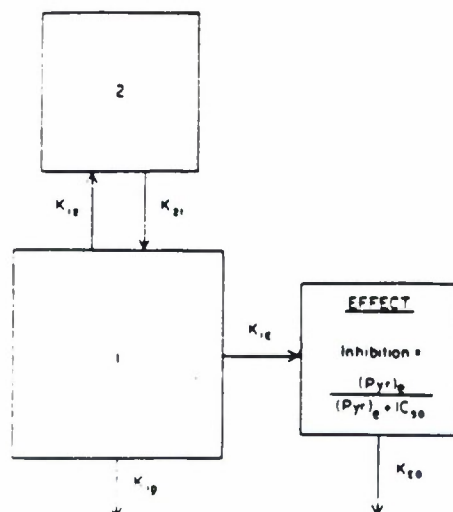 2
K12 K21
1
K1E
EFFECT
Inhibition =
(Pyr)e
(Pyr)e + IC50
K10
KE0